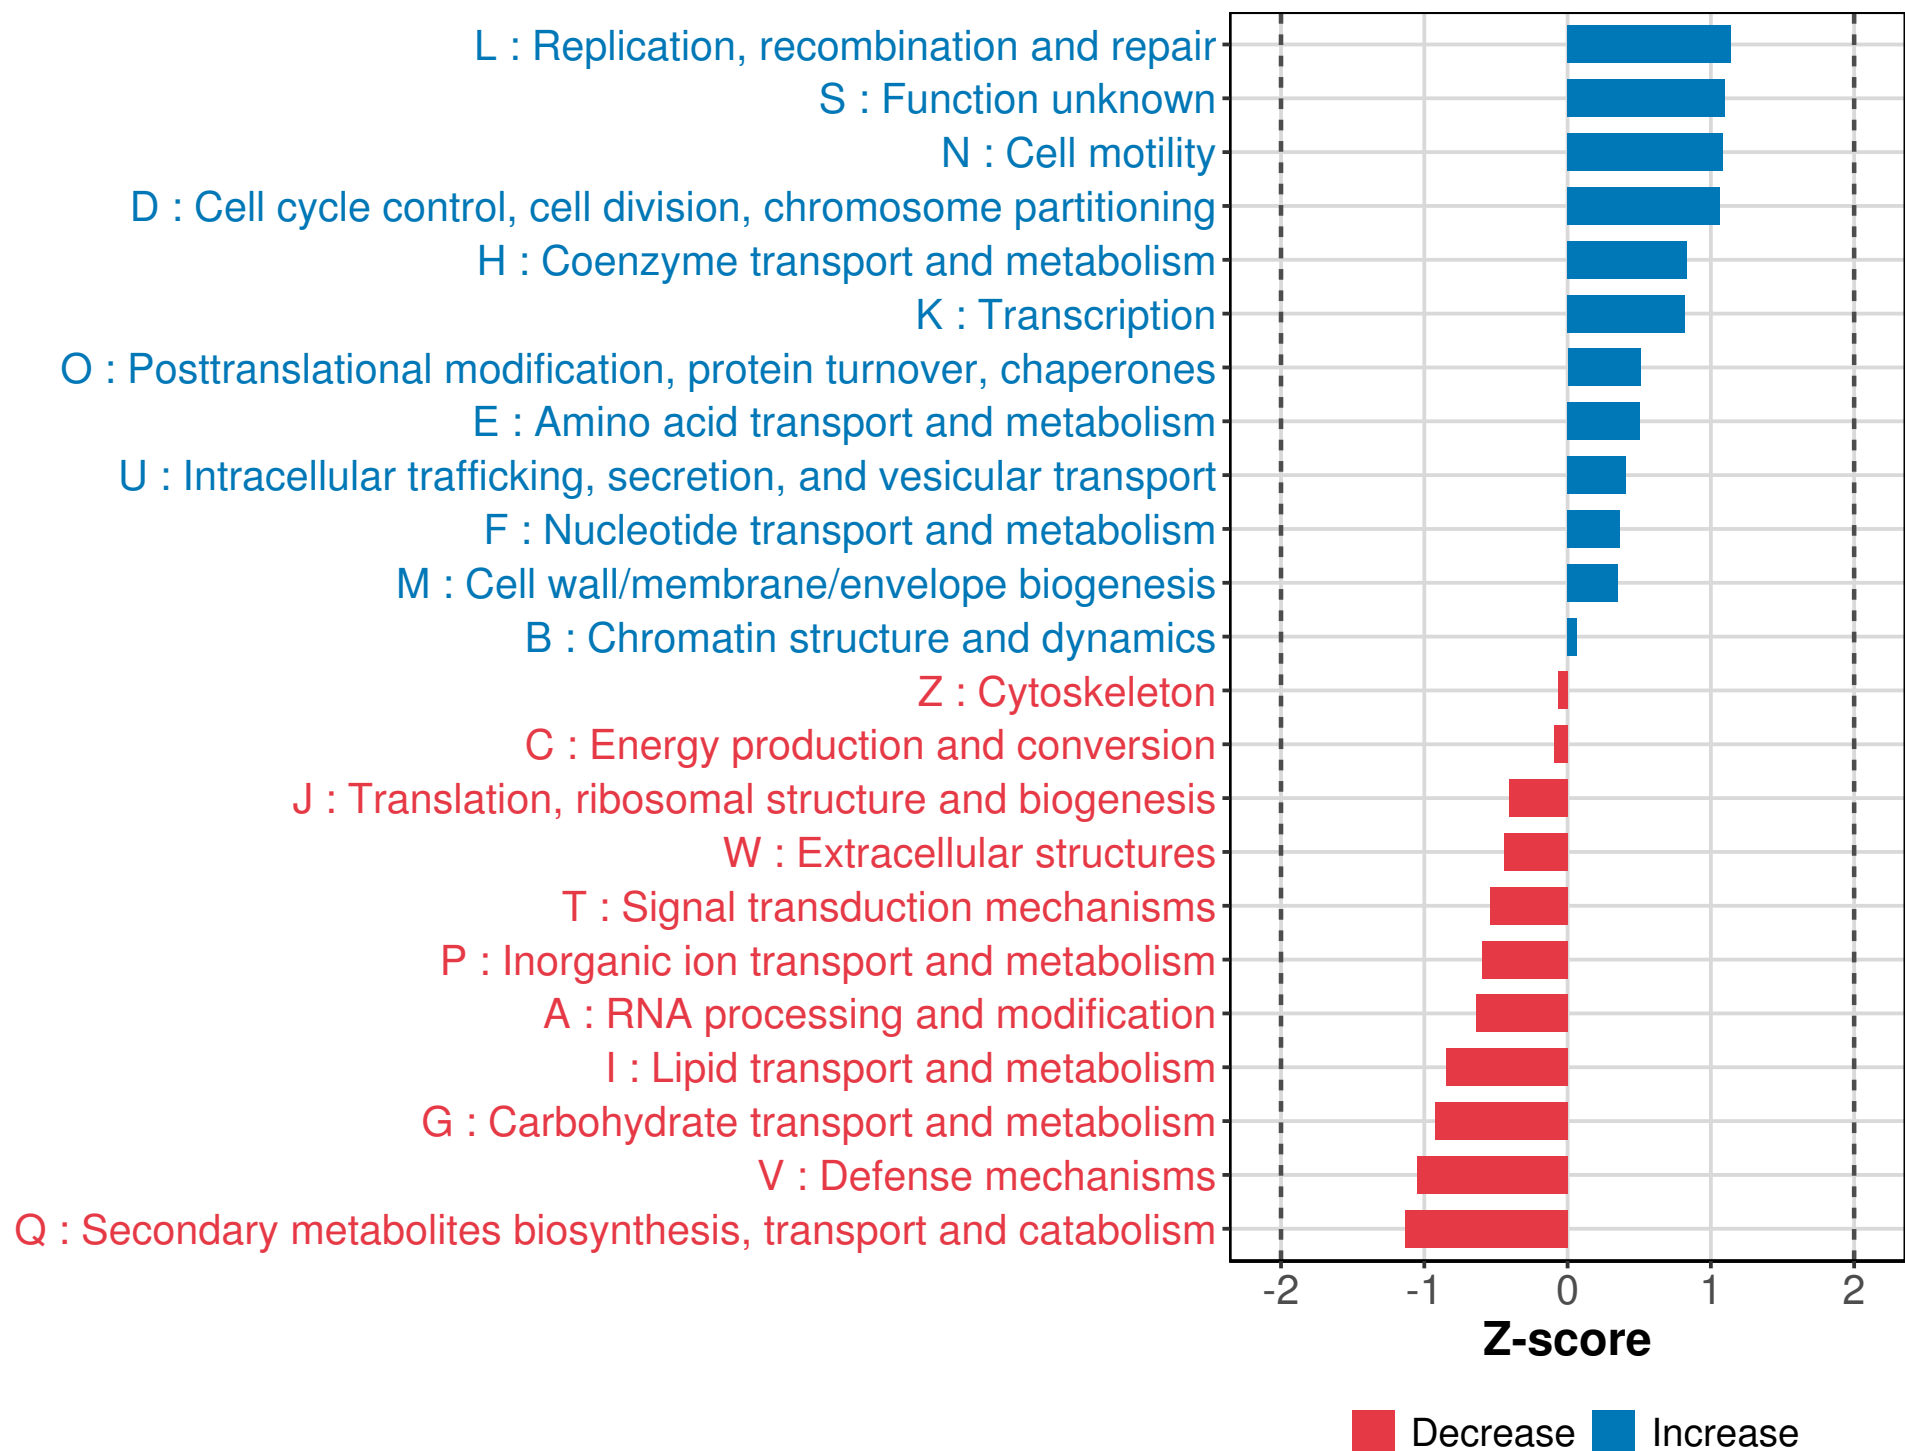 L : Replication, recombination and repair
S : Function unknown
N : Cell motility
D : Cell cycle control, cell division, chromosome partitioning
H : Coenzyme transport and metabolism
K : Transcription
O : Posttranslational modification, protein turnover, chaperones
E : Amino acid transport and metabolism
U : Intracellular trafficking, secretion, and vesicular transport
F : Nucleotide transport and metabolism
M : Cell wall/membrane/envelope biogenesis
B : Chromatin structure and dynamics
Z : Cytoskeleton
C : Energy production and conversion
J : Translation, ribosomal structure and biogenesis
W : Extracellular structures
T : Signal transduction mechanisms
P : Inorganic ion transport and metabolism
A : RNA processing and modification
I : Lipid transport and metabolism
G : Carbohydrate transport and metabolism
V : Defense mechanisms
Q : Secondary metabolites biosynthesis, transport and catabolism
-2 -1 0 1 2
Z-score
Decrease Increase